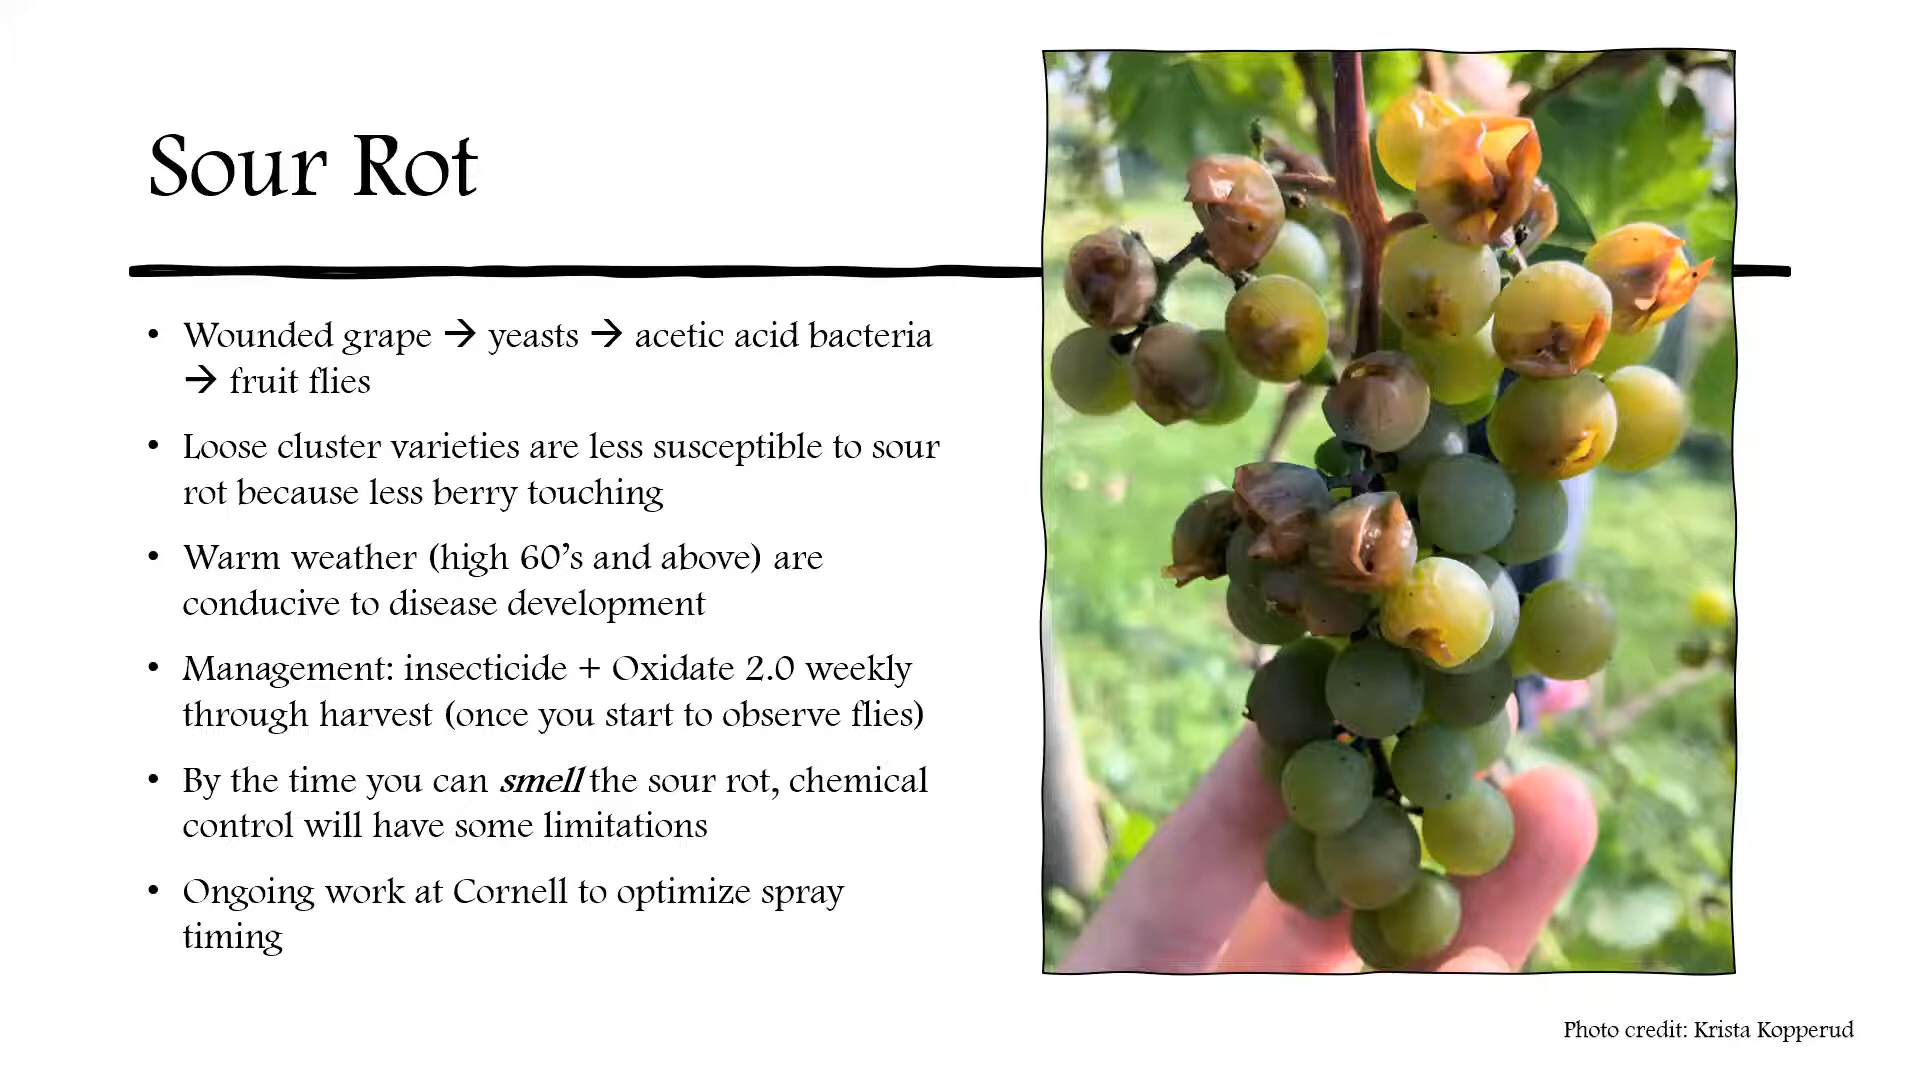 Sour Rot
• Wounded grape → yeasts → acetic acid bacteria
→ fruit flies
• Loose cluster varieties are less susceptible to sour
rot because less berry touching
• Warm weather (high 60’s and above) are
conducive to disease development
• Management: insecticide + Oxidate 2.0 weekly
through harvest (once you start to observe flies)
• By the time you can smell the sour rot, chemical
control will have some limitations
• Ongoing work at Cornell to optimize spray
timing
Photo credit: Krista Kopperud